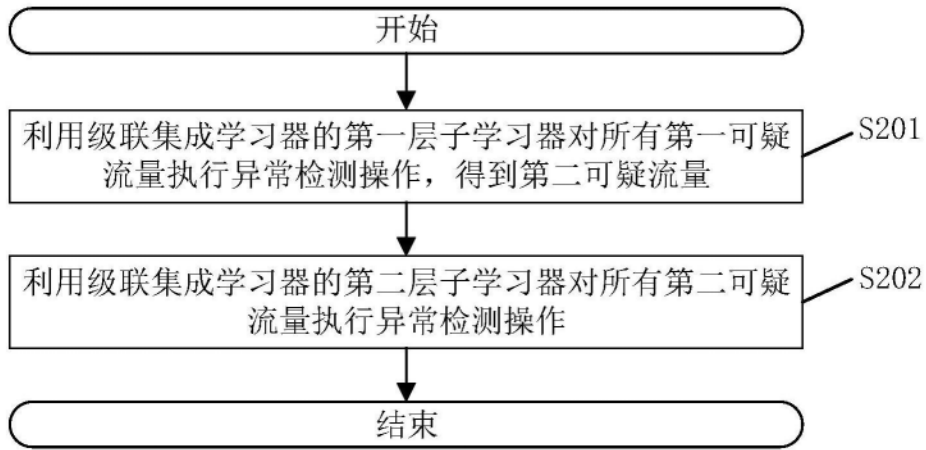 开始
利用级联集成学习器的第一层子学习器对所有第一可疑
流量执行异常检测操作，得到第二可疑流量
S201
利用级联集成学习器的第二层子学习器对所有第二可疑
流量执行异常检测操作
S202
结束